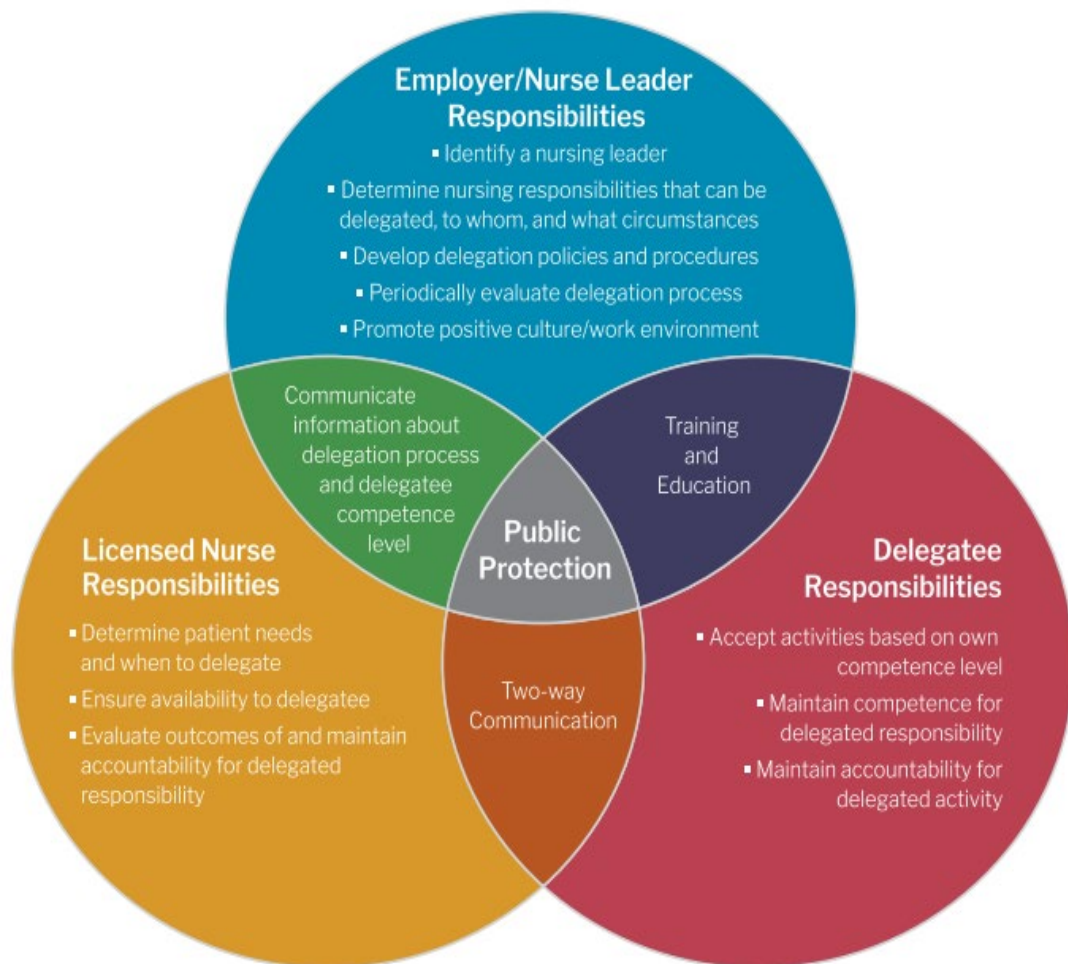 Employer/Nurse Leader
Responsibilities
▪ Identify a nursing leader
▪ Determine nursing responsibilities that can be
delegated, to whom, and what circumstances
▪ Develop delegation policies and procedures
▪ Periodically evaluate delegation process
▪ Promote positive culture/work environment
Communicate
information about
delegation process
and delegatee
competence
level
Training
and
Education
Public
Protection
Licensed Nurse
Responsibilities
▪ Determine patient needs
and when to delegate
▪ Ensure availability to delegatee
▪ Evaluate outcomes of and maintain
accountability for delegated
responsibility
Two-way
Communication
Delegatee
Responsibilities
▪ Accept activities based on own
competence level
▪ Maintain competence for
delegated responsibility
▪ Maintain accountability for
delegated activity